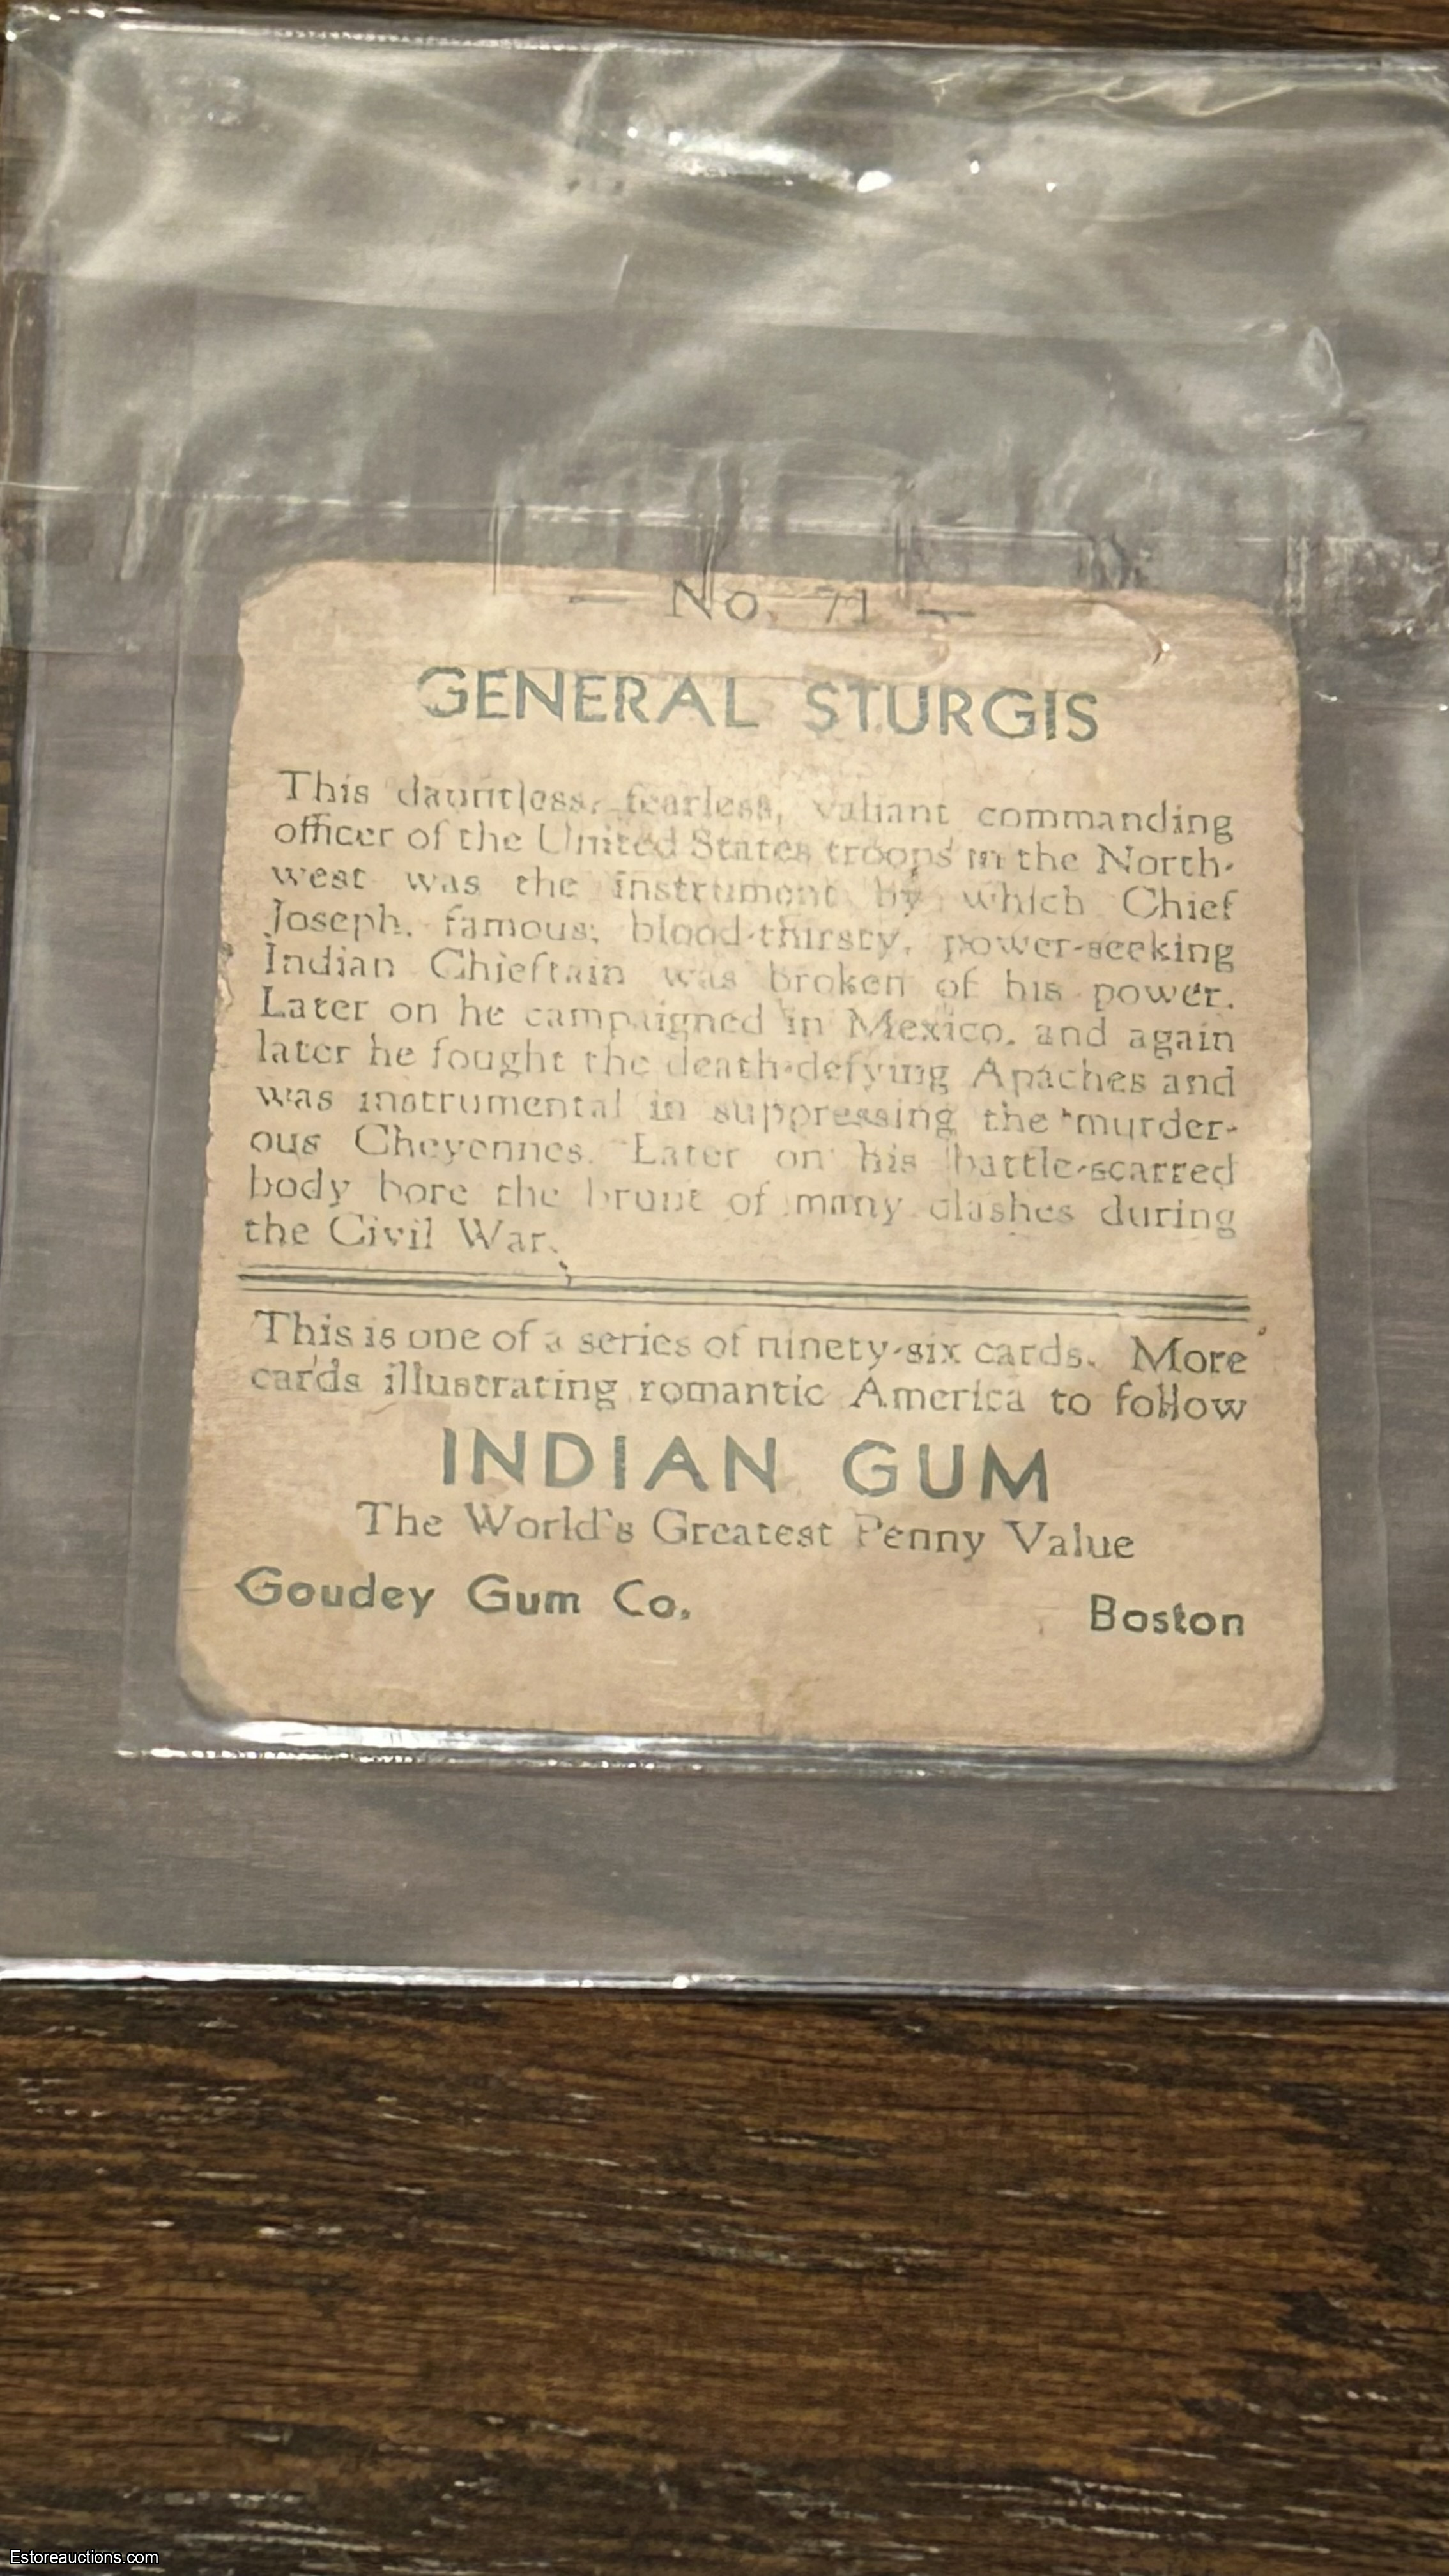 — No. 71 —
GENERAL STURGIS
This dauntless, fearless, valiant commanding
officer of the United States troops in the North-
west was the instrument by which Chief
Joseph, famous, blood-thirsty, power-seeking
Indian Chieftain was broken of his power.
Later on he campaigned in Mexico, and again
later he fought the death-defying Apaches and
was instrumental in suppressing the murder-
ous Cheyennes. Later on his battle-scarred
body bore the brunt of many clashes during
the Civil War.
This is one of a series of ninety-six cards. More
cards illustrating romantic America to follow
INDIAN GUM
The World's Greatest Penny Value
Goudey Gum Co. Boston
Estoreauctions.com